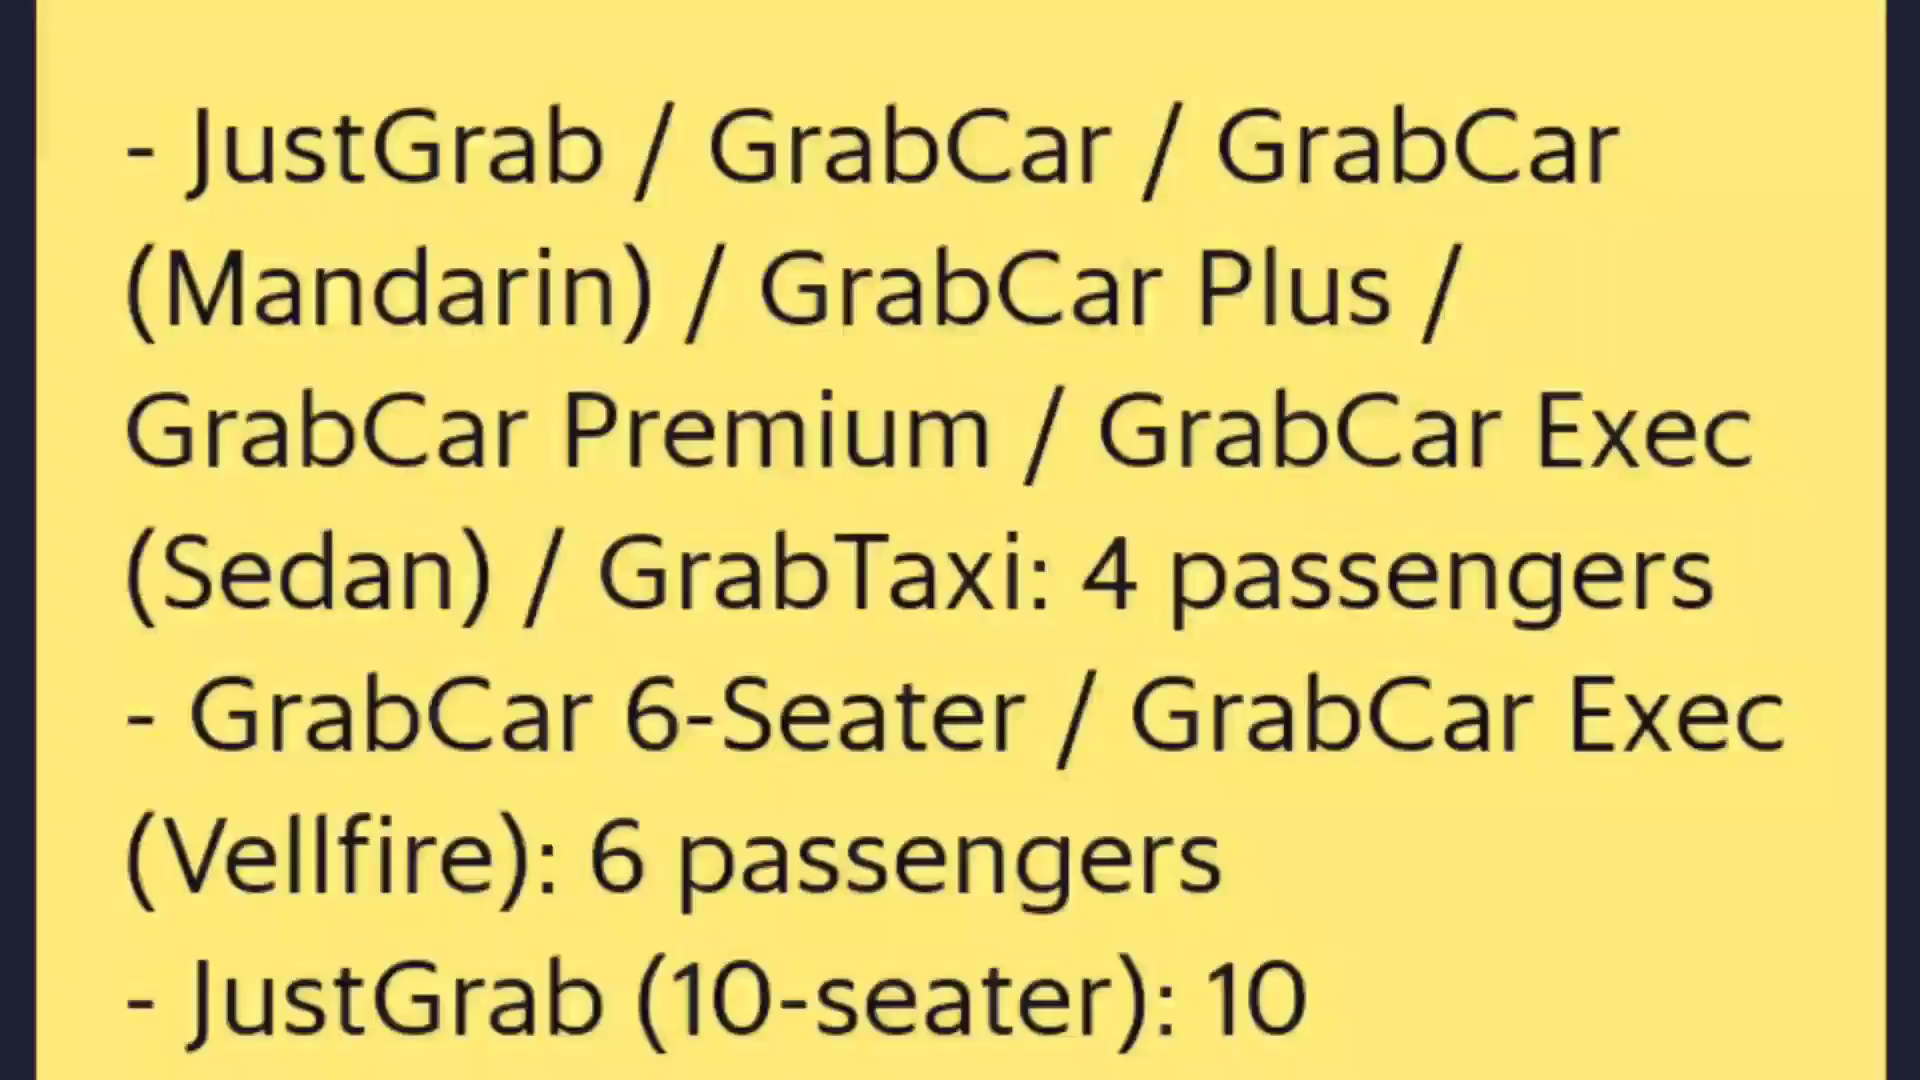 - JustGrab / GrabCar / GrabCar
(Mandarin) / GrabCar Plus /
GrabCar Premium / GrabCar Exec
(Sedan) / GrabTaxi: 4 passengers
- GrabCar 6-Seater / GrabCar Exec
(Vellfire): 6 passengers
- JustGrab (10-seater): 10